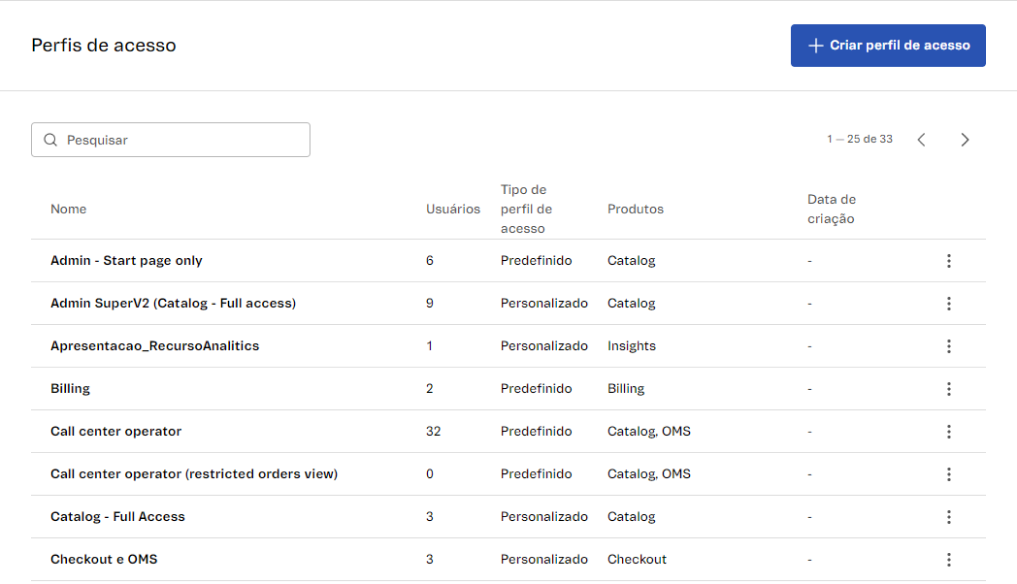 Perfis de acesso
Criar perfil de acesso
Pesquisar
1 — 25 de 33
Nome Usuários Tipo de perfil de acesso Produtos Data de criação
Admin - Start page only 6 Predefinido Catalog -
Admin SuperV2 (Catalog - Full access) 9 Personalizado Catalog -
Apresentacao_RecursoAnalitics 1 Personalizado Insights -
Billing 2 Predefinido Billing -
Call center operator 32 Predefinido Catalog, OMS -
Call center operator (restricted orders view) 0 Predefinido Catalog, OMS -
Catalog - Full Access 3 Personalizado Catalog -
Checkout e OMS 3 Personalizado Checkout -